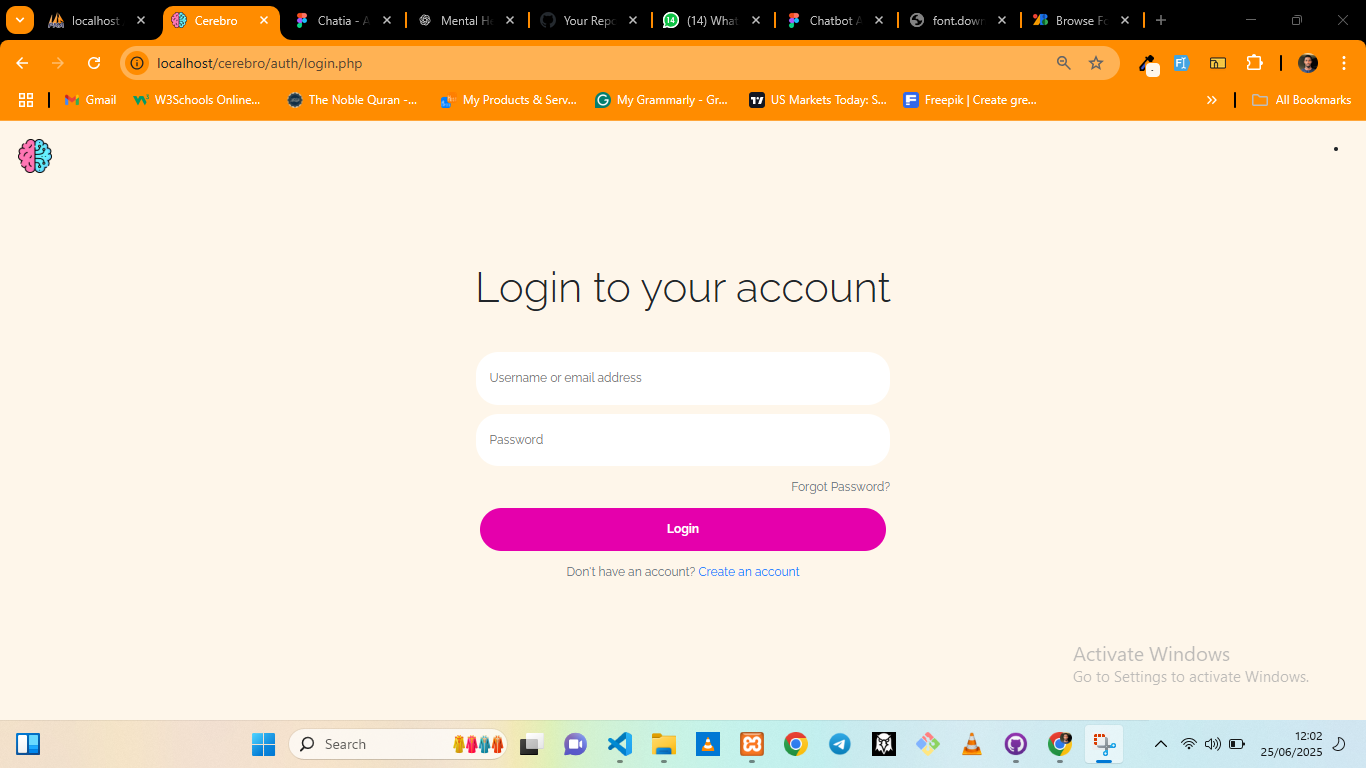 localhost
Cerebro
Chatia - A
Mental He
Your Repo
(14) What
Chatbot A
font.down
Browse Fo
localhost/cerebro/auth/login.php
Gmail
W3Schools Online...
The Noble Quran -...
My Products & Serv...
My Grammarly - Gr...
US Markets Today: S...
Freepik | Create gre...
All Bookmarks
Login to your account
Username or email address
Password
Forgot Password?
Login
Don't have an account? Create an account
Activate Windows
Go to Settings to activate Windows.
Search
12:02
25/06/2025